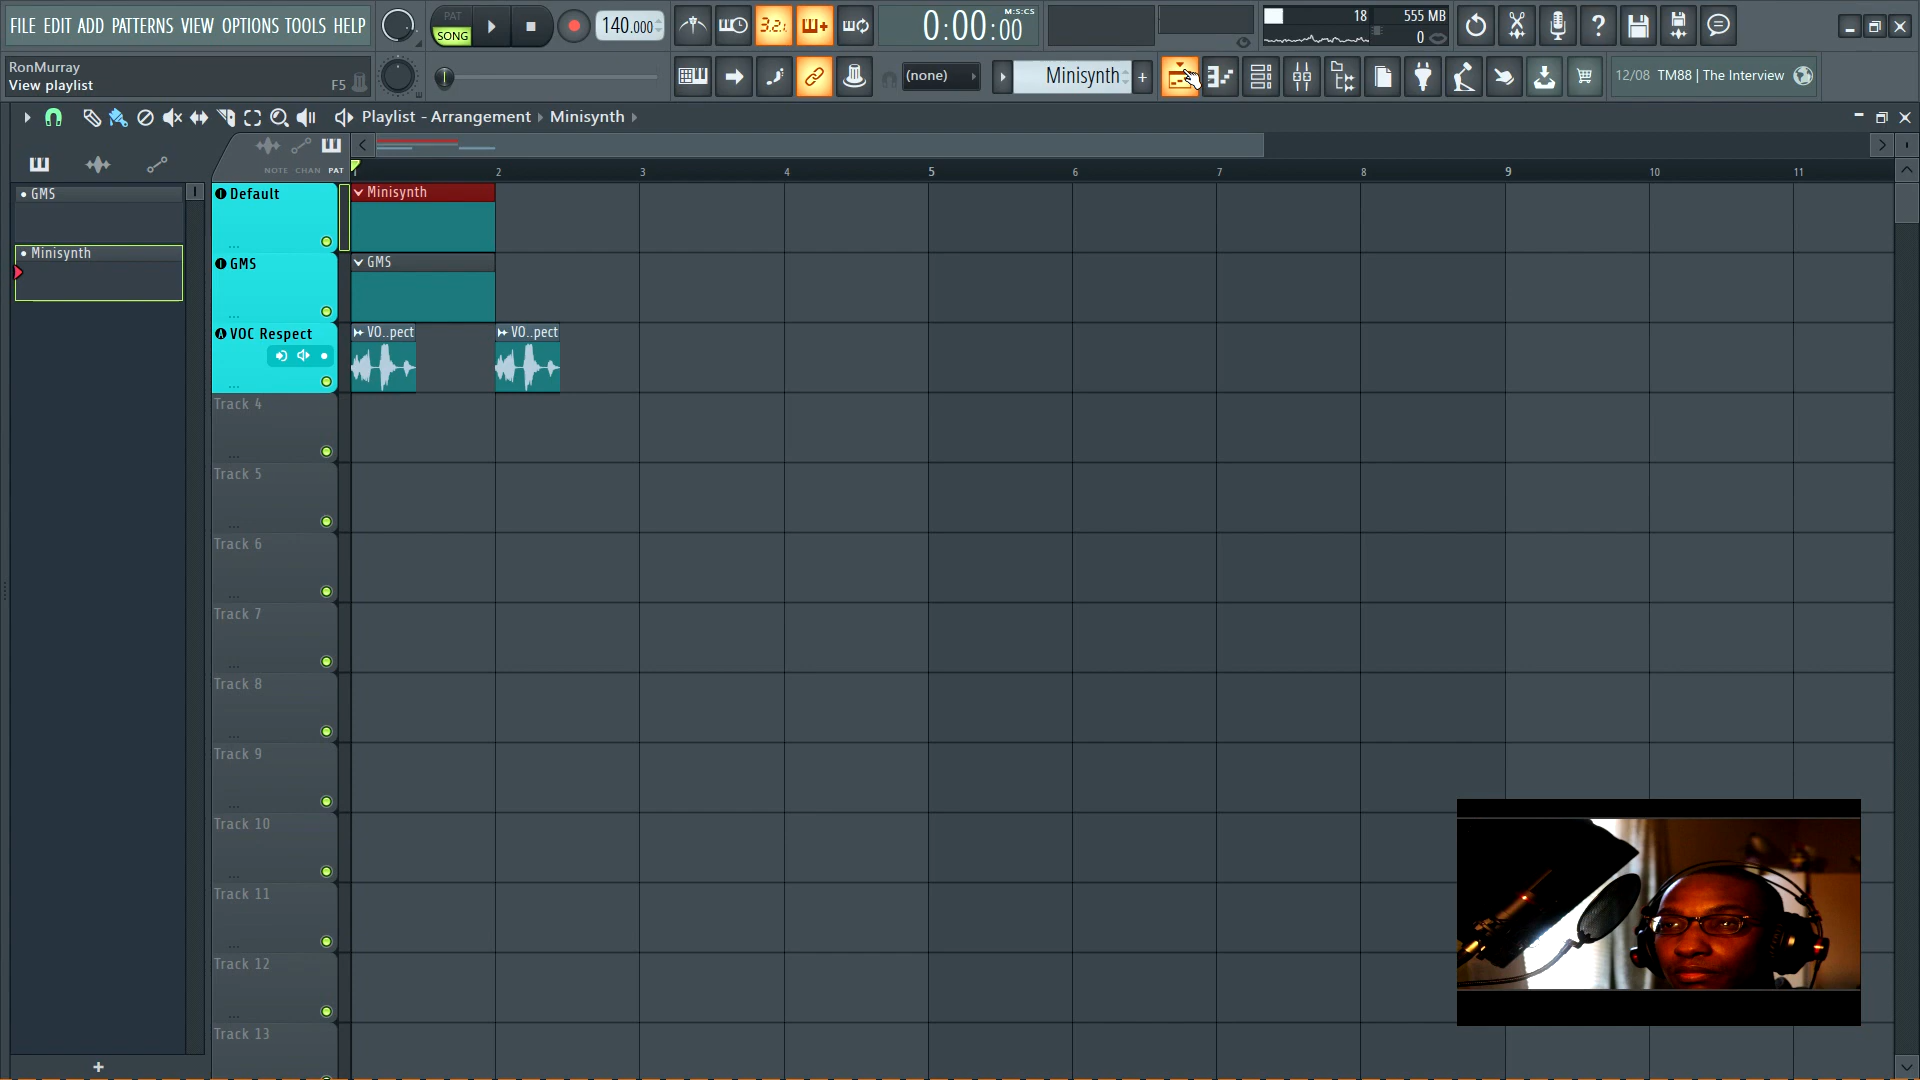 FILE EDIT ADD PATTERNS VIEW OPTIONS TOOLS HELP
PAT
SONG
140.000
3.2.
0:00:00
M:S:CS
18
555 MB
0
RonMurray
View playlist
F5
(none)
Minisynth
+
12/08 TM88 | The Interview
Playlist - Arrangement › Minisynth ›
NOTE CHAN PAT
1 2 3 4 5 6 7 8 9 10 11
GMS
Minisynth
Default
Minisynth
GMS
GMS
VOC Respect
VO..pect
VO..pect
Track 4
Track 5
Track 6
Track 7
Track 8
Track 9
Track 10
Track 11
Track 12
Track 13
+